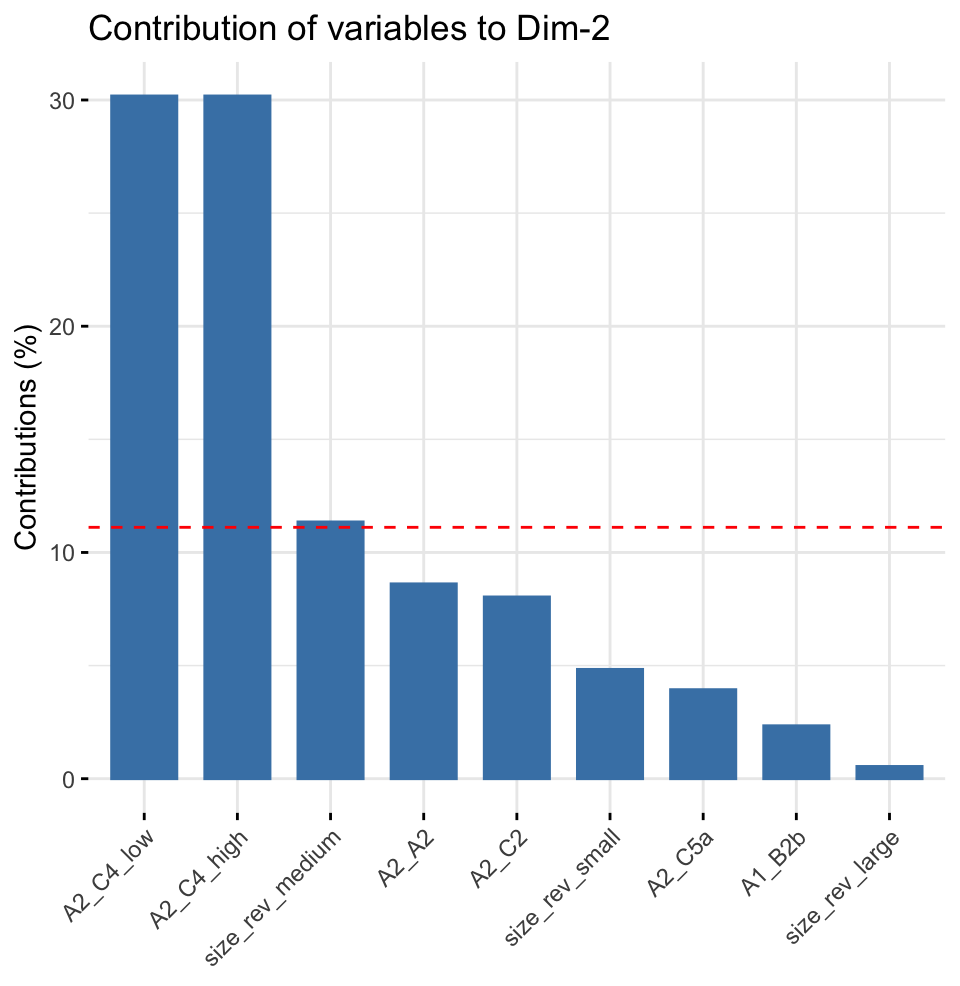 Contribution of variables to Dim-2
Contributions (%)
30
20
10
0
A2_C4_low
A2_C4_high
size_rev_medium
A2_A2
A2_C2
size_rev_small
A2_C5a
A1_B2b
size_rev_large